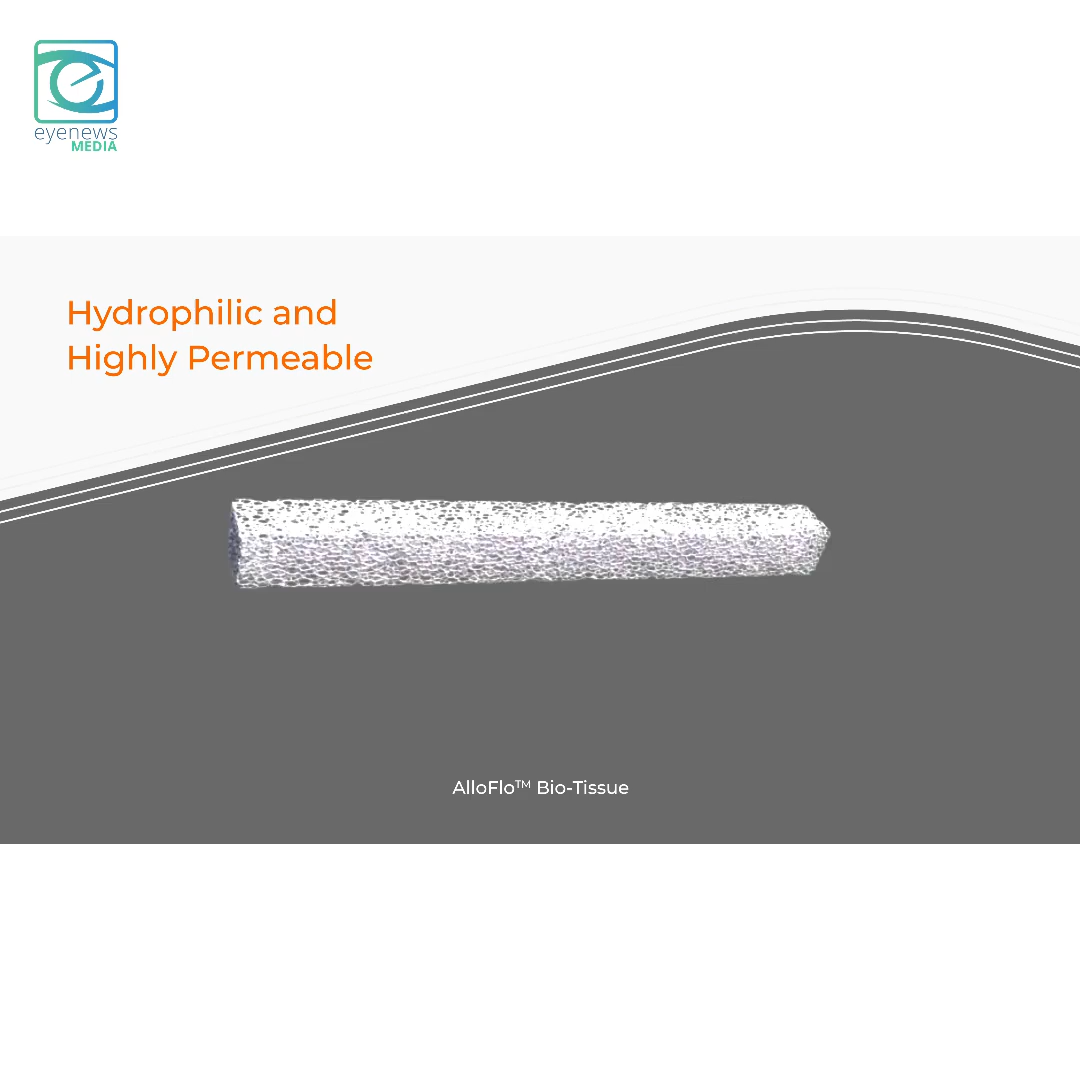 eyenews
MEDIA
Hydrophilic and
Highly Permeable
AlloFlo™ Bio-Tissue